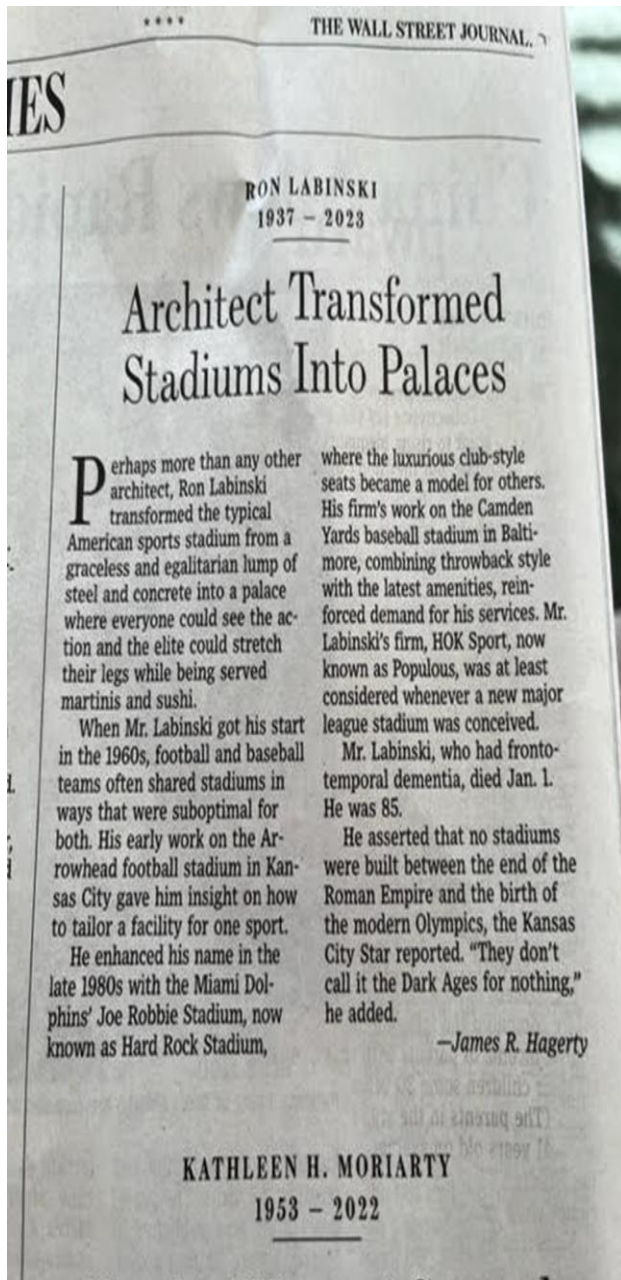 THE WALL STREET JOURNAL.
IES
RON LABINSKI
1937 – 2023
Architect Transformed
Stadiums Into Palaces
Perhaps more than any other
architect, Ron Labinski
transformed the typical
American sports stadium from a
graceless and egalitarian lump of
steel and concrete into a palace
where everyone could see the ac-
tion and the elite could stretch
their legs while being served
martinis and sushi.
When Mr. Labinski got his start
in the 1960s, football and baseball
teams often shared stadiums in
ways that were suboptimal for
both. His early work on the Ar-
rowhead football stadium in Kan-
sas City gave him insight on how
to tailor a facility for one sport.
He enhanced his name in the
late 1980s with the Miami Dol-
phins' Joe Robbie Stadium, now
known as Hard Rock Stadium,
where the luxurious club-style
seats became a model for others.
His firm's work on the Camden
Yards baseball stadium in Balti-
more, combining throwback style
with the latest amenities, rein-
forced demand for his services. Mr.
Labinski's firm, HOK Sport, now
known as Populous, was at least
considered whenever a new major
league stadium was conceived.
Mr. Labinski, who had fronto-
temporal dementia, died Jan. 1.
He was 85.
He asserted that no stadiums
were built between the end of the
Roman Empire and the birth of
the modern Olympics, the Kansas
City Star reported. “They don't
call it the Dark Ages for nothing,”
he added.
—James R. Hagerty
KATHLEEN H. MORIARTY
1953 – 2022